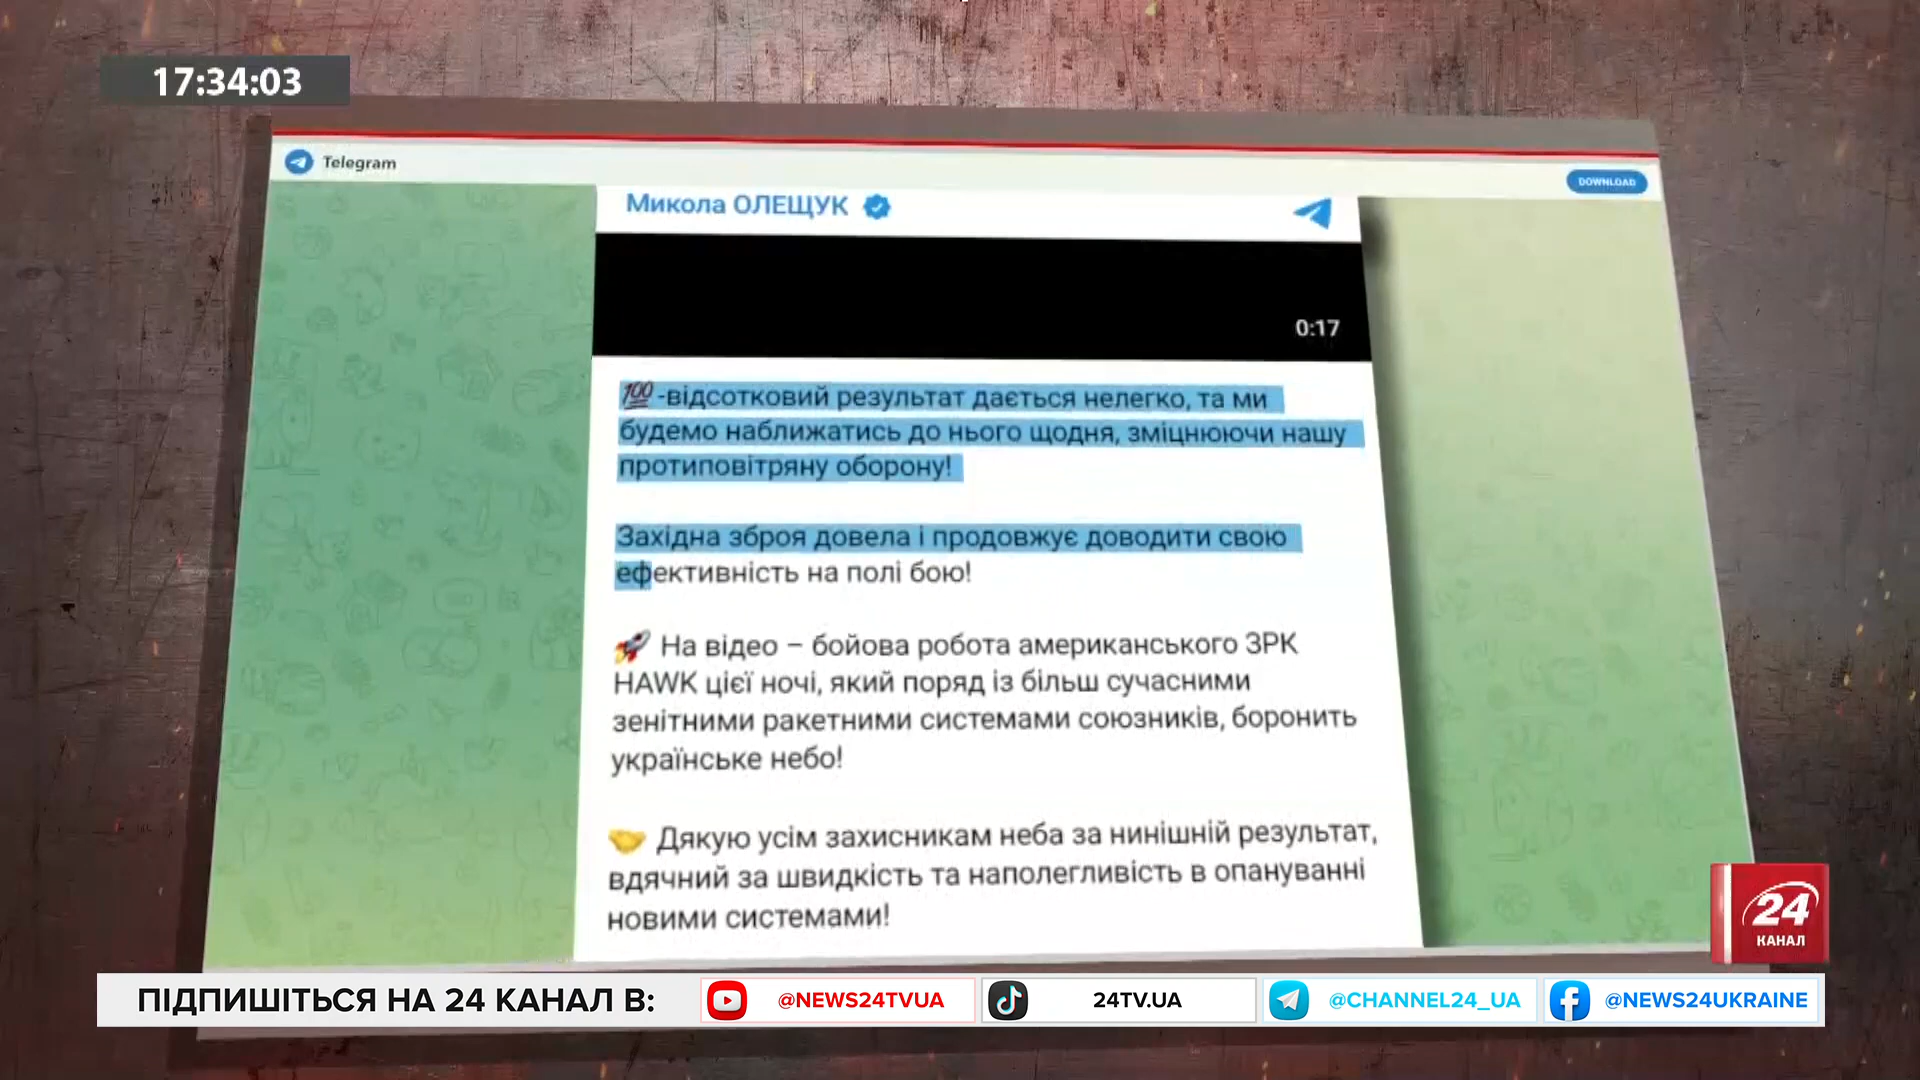 17:34:03
Telegram
DOWNLOAD
Микола ОЛЕЩУК
0:17
💯-відсотковий результат дається нелегко, та ми
будемо наближатись до нього щодня, зміцнюючи нашу
протиповітряну оборону!
Західна зброя довела і продовжує доводити свою
ефективність на полі бою!
🚀 На відео – бойова робота американського ЗРК
HAWK цієї ночі, який поряд із більш сучасними
зенітними ракетними системами союзників, боронить
українське небо!
🤝 Дякую усім захисникам неба за нинішній результат,
вдячний за швидкість та наполегливість в опануванні
новими системами!
24
КАНАЛ
ПІДПИШІТЬСЯ НА 24 КАНАЛ В:
@NEWS24TVUA
24TV.UA
@CHANNEL24_UA
@NEWS24UKRAINE